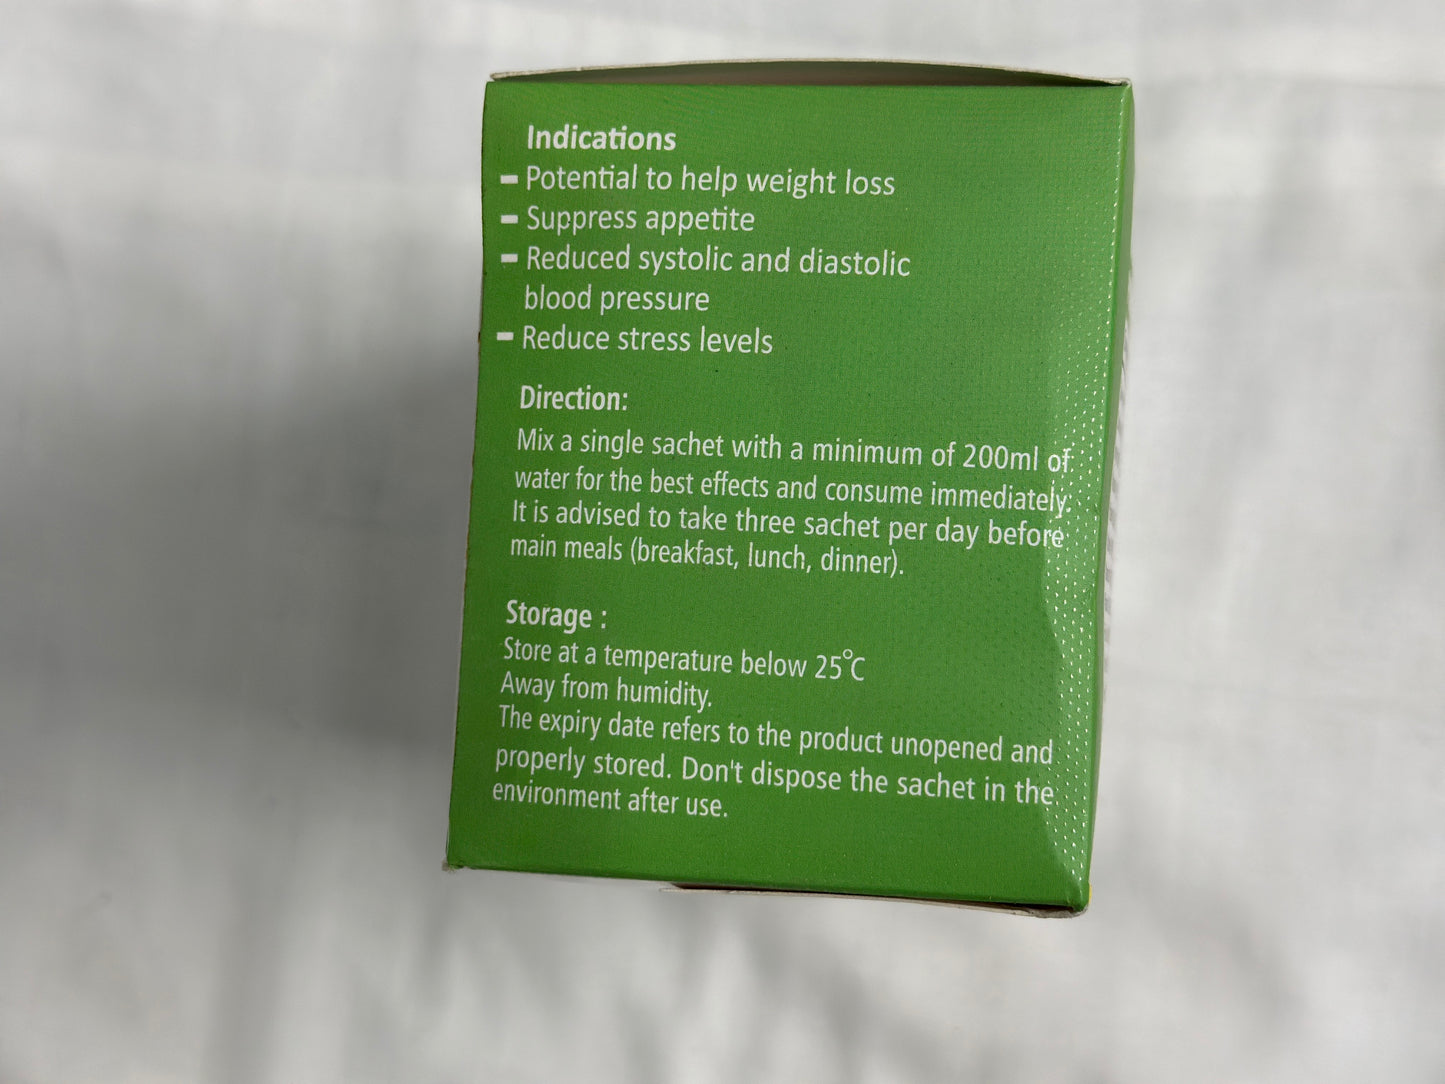 Indications
- Potential to help weight loss
- Suppress appetite
- Reduced systolic and diastolic
blood pressure
- Reduce stress levels
Direction:
Mix a single sachet with a minimum of 200ml of
water for the best effects and consume immediately.
It is advised to take three sachet per day before
main meals (breakfast, lunch, dinner).
Storage :
Store at a temperature below 25°C
Away from humidity.
The expiry date refers to the product unopened and
properly stored. Don't dispose the sachet in the
environment after use.